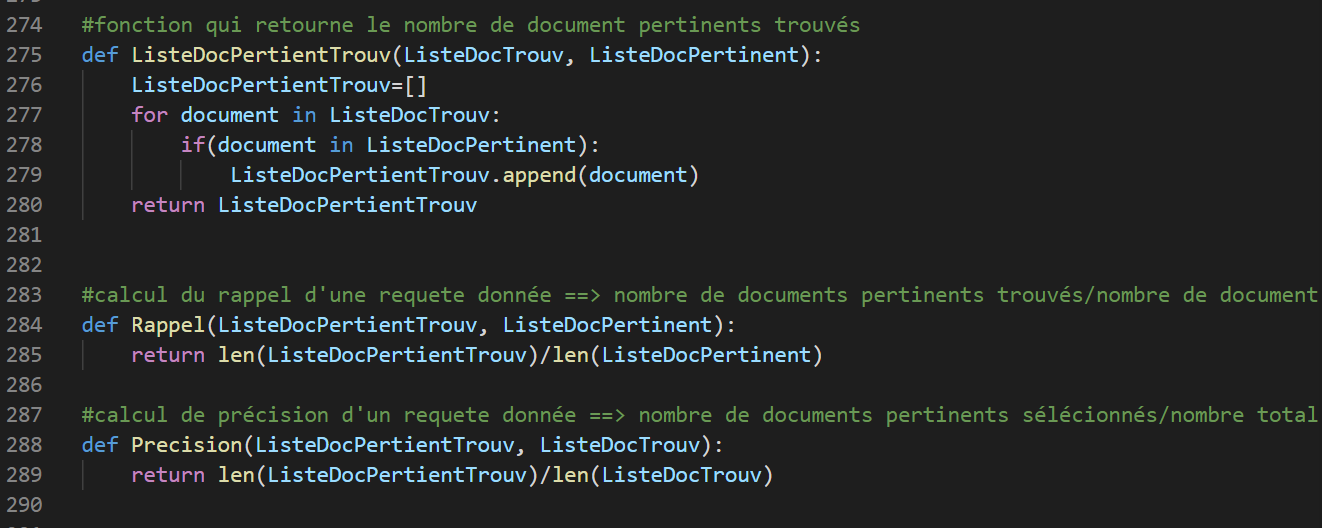 274 #fonction qui retourne le nombre de document pertinents trouvés
275 def ListeDocPertientTrouv(ListeDocTrouv, ListeDocPertinent):
276     ListeDocPertientTrouv=[]
277     for document in ListeDocTrouv:
278         if(document in ListeDocPertinent):
279             ListeDocPertientTrouv.append(document)
280     return ListeDocPertientTrouv
281
282
283 #calcul du rappel d'une requete donnée ==> nombre de documents pertinents trouvés/nombre de document
284 def Rappel(ListeDocPertientTrouv, ListeDocPertinent):
285     return len(ListeDocPertientTrouv)/len(ListeDocPertinent)
286
287 #calcul de précision d'un requete donnée ==> nombre de documents pertinents sélécionnés/nombre total
288 def Precision(ListeDocPertientTrouv, ListeDocTrouv):
289     return len(ListeDocPertientTrouv)/len(ListeDocTrouv)
290